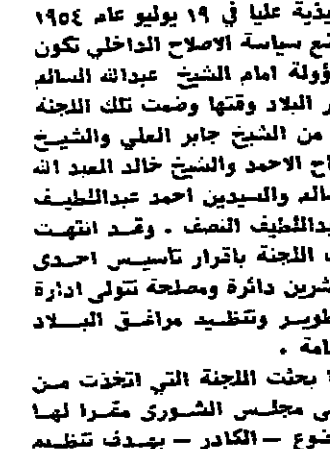 يذية عليا في ١٩ يوليو عام ١٩٥٤
مع سياسة الاصلاح الداخلي تكون
ؤولة امام الشيخ عبدالله السالم
ر البلاد وقتها وضمت تلك اللجنة
من الشيخ جابر العلي والشيخ
اح الاحمد والشيخ خالد العبد الله
سالم والسيدين احمد عبداللطيف
بداللطيف النصف . وقد انتهت
اللجنة باقرار تأسيس احدى
شرين دائرة ومصلحة تتولى ادارة
طوير وتنظيم مرافق البلاد
امة .
ا بحثت اللجنة التي اتخذت من
ى مجلس الشورى مقرا لها
ضوع - الكادر - بهدف تنظيم